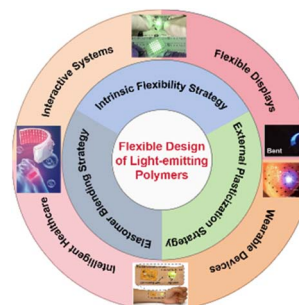 Interactive Systems
Flexible Displays
Intrinsic Flexibility Strategy
Flexible Design
of Light-emitting
Polymers
Elastomer Blending Strategy
External Plasticization Strategy
Bent
Intelligent Healthcare
Wearable Devices